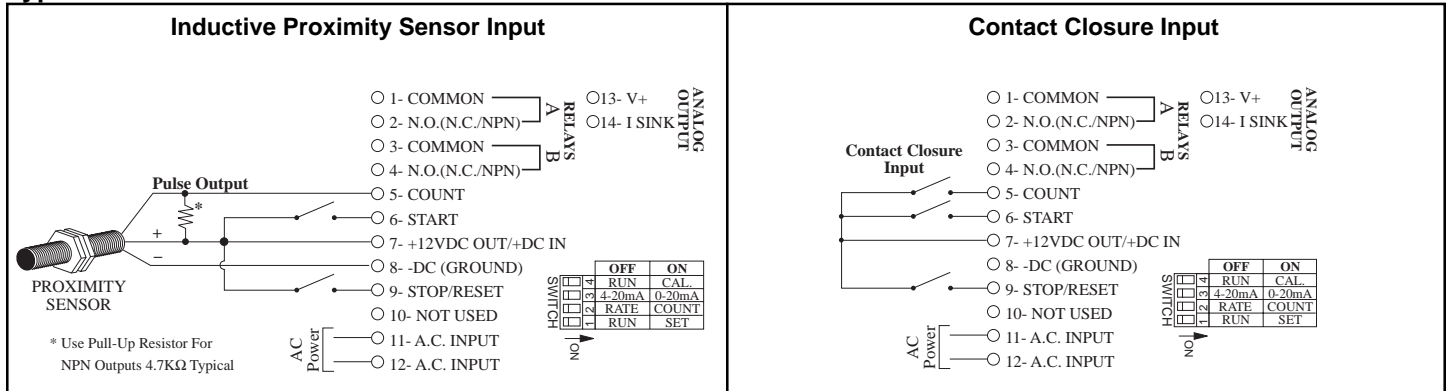 Inductive Proximity Sensor Input
1- COMMON
2- N.O.(N.C./NPN)
3- COMMON
4- N.O.(N.C./NPN)
5- COUNT
6- START
7- +12VDC OUT/+DC IN
8- -DC (GROUND)
9- STOP/RESET
10- NOT USED
11- A.C. INPUT
12- A.C. INPUT
A
B
RELAYS
13- V+
14- I SINK
ANALOG
OUTPUT
Pulse Output
*
+
–
PROXIMITY
SENSOR
* Use Pull-Up Resistor For
NPN Outputs 4.7KΩ Typical
AC
Power
SWITCH
OFF ON
4 RUN CAL.
3 4-20mA 0-20mA
2 RATE COUNT
1 RUN SET
ON
Contact Closure Input
1- COMMON
2- N.O.(N.C./NPN)
3- COMMON
4- N.O.(N.C./NPN)
5- COUNT
6- START
7- +12VDC OUT/+DC IN
8- -DC (GROUND)
9- STOP/RESET
10- NOT USED
11- A.C. INPUT
12- A.C. INPUT
A
B
RELAYS
13- V+
14- I SINK
ANALOG
OUTPUT
Contact Closure
Input
AC
Power
SWITCH
OFF ON
4 RUN CAL.
3 4-20mA 0-20mA
2 RATE COUNT
1 RUN SET
ON